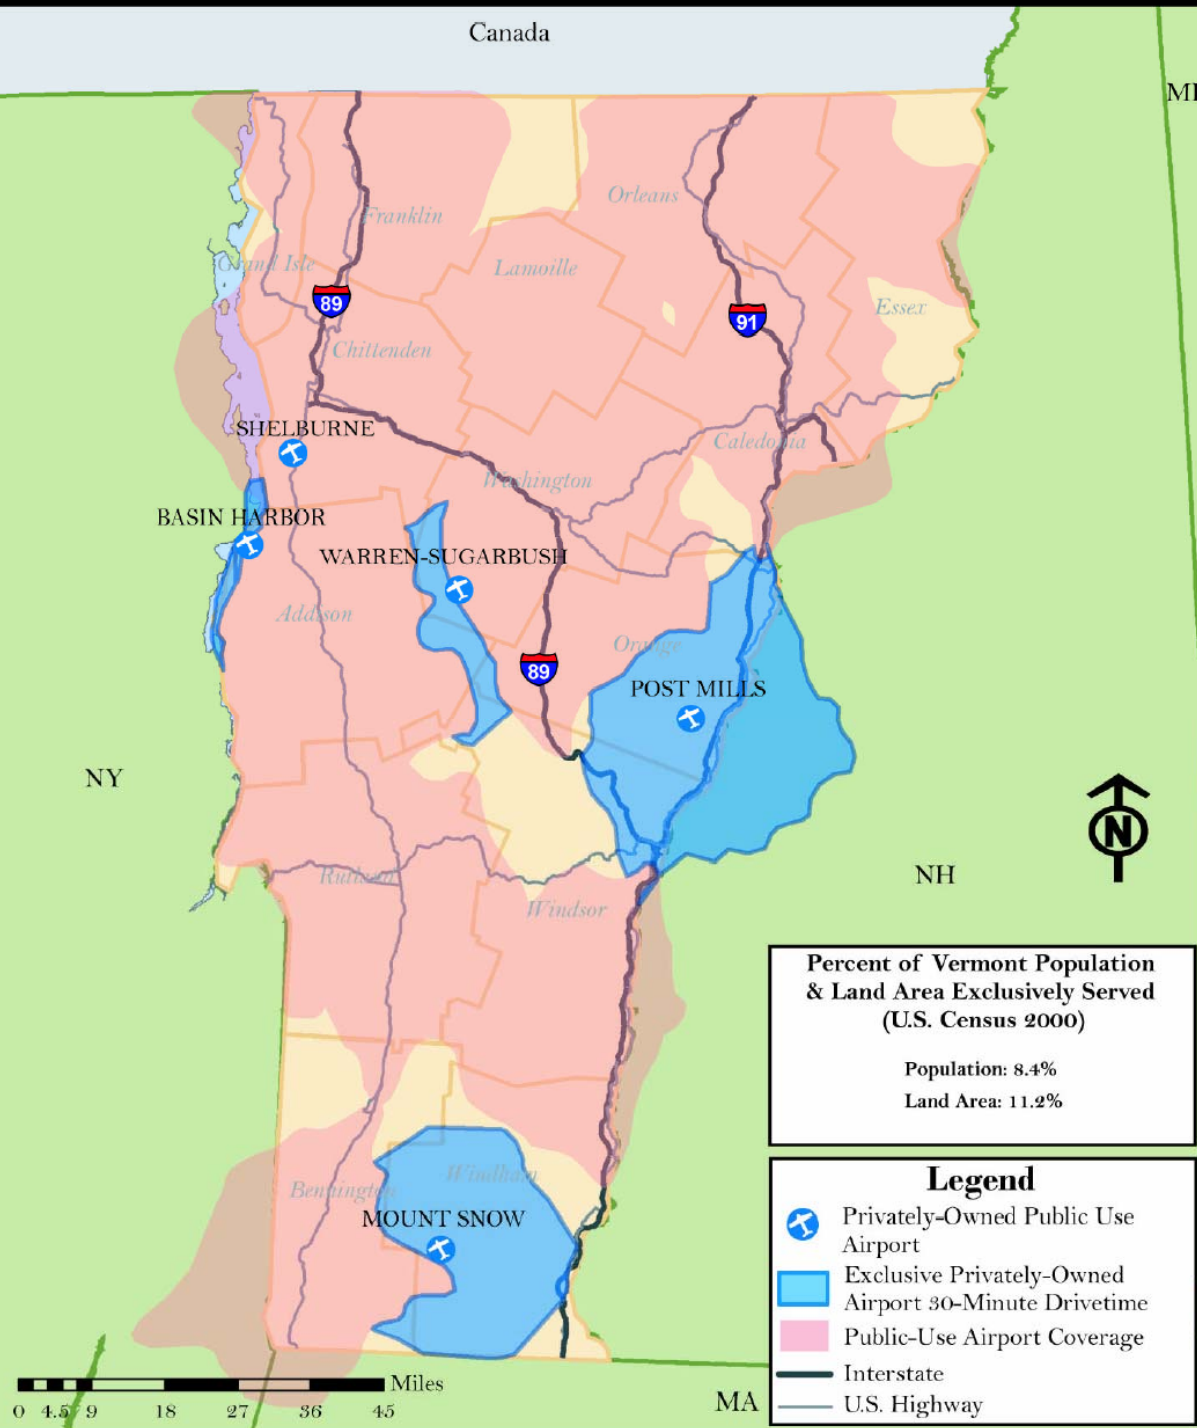 Canada
ME
Orleans
Franklin
Grand Isle
Lamoille
89
91
Essex
Chittenden
SHELBURNE
Caledonia
Washington
BASIN HARBOR
WARREN-SUGARBUSH
Addison
Orange
89
POST MILLS
NY
N
NH
Rutland
Windsor
Percent of Vermont Population
& Land Area Exclusively Served
(U.S. Census 2000)
Population: 8.4%
Land Area: 11.2%
Windham
Bennington
MOUNT SNOW
Legend
Privately-Owned Public Use
Airport
Exclusive Privately-Owned
Airport 30-Minute Drivetime
Public-Use Airport Coverage
Interstate
U.S. Highway
Miles
0 4.5 9 18 27 36 45
MA